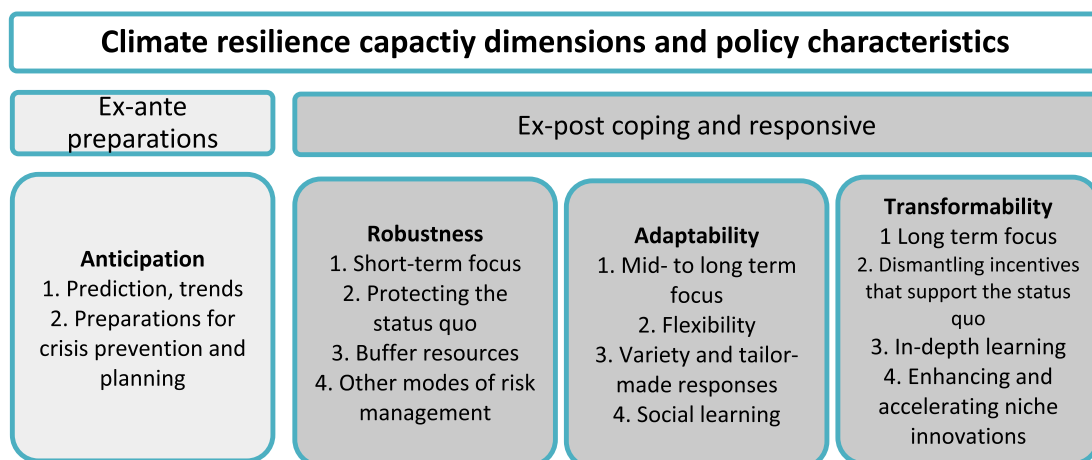 Climate resilience capactiy dimensions and policy characteristics
Ex-ante
preparations
Ex-post coping and responsive
Anticipation
1. Prediction, trends
2. Preparations for
crisis prevention and
planning
Robustness
1. Short-term focus
2. Protecting the
status quo
3. Buffer resources
4. Other modes of risk
management
Adaptability
1. Mid- to long term
focus
2. Flexibility
3. Variety and tailor-
made responses
4. Social learning
Transformability
1 Long term focus
2. Dismantling incentives
that support the status
quo
3. In-depth learning
4. Enhancing and
accelerating niche
innovations